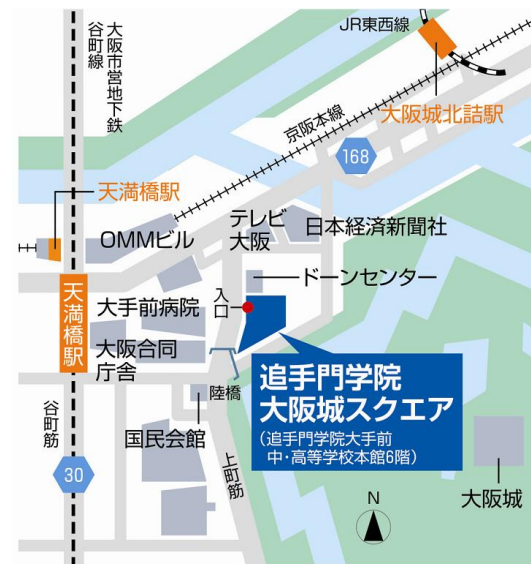 JR東西線
大阪市営地下鉄
谷町線
大阪城北詰駅
京阪本線
168
天満橋駅
OMMビル
テレビ
大阪
日本経済新聞社
ドーンセンター
入口
天満橋駅
大手前病院
大阪合同
庁舎
陸橋
追手門学院
大阪城スクエア
(追手門学院大手前
中・高等学校本館6階)
国民会館
谷町筋
30
上町筋
N
大阪城